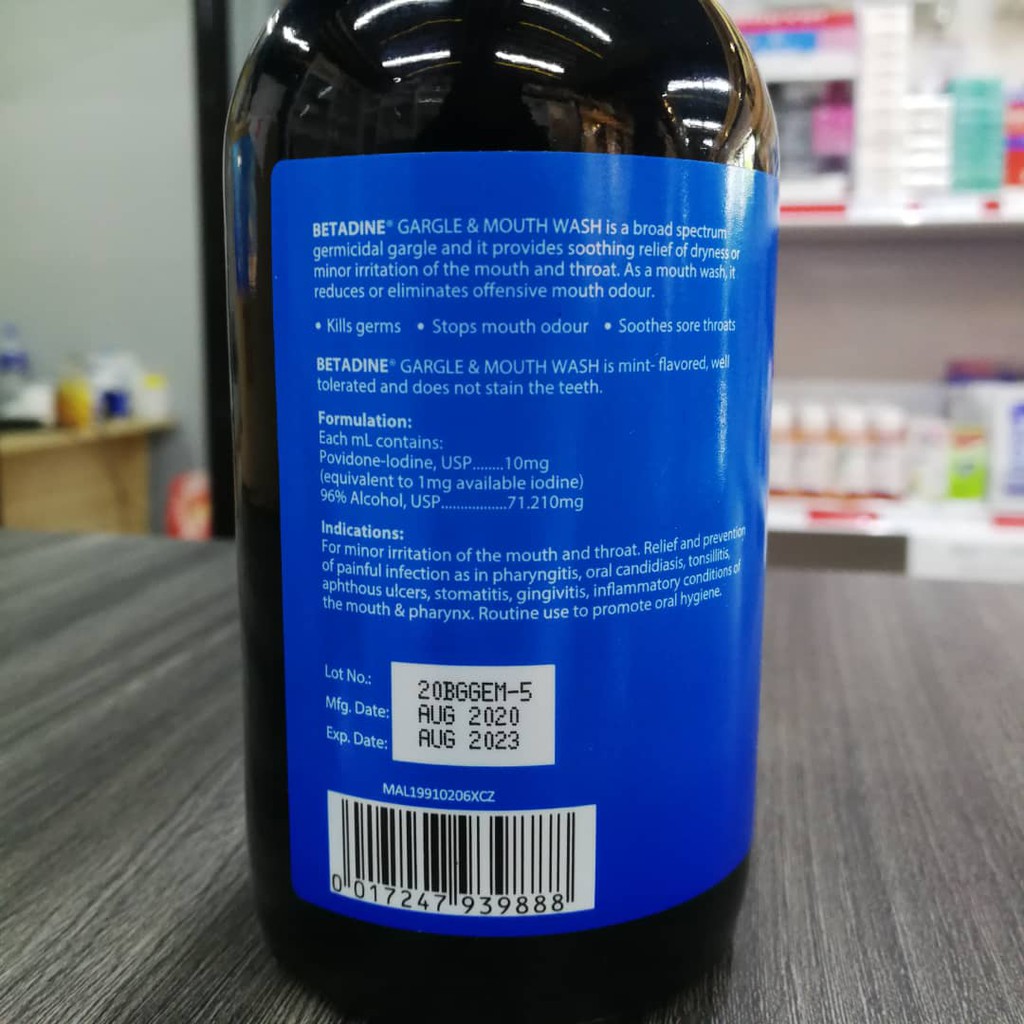 BETADINE® GARGLE & MOUTH WASH is a broad spectrum
germicidal gargle and it provides soothing relief of dryness or
minor irritation of the mouth and throat. As a mouth wash, it
reduces or eliminates offensive mouth odour.
• Kills germs • Stops mouth odour • Soothes sore throats
BETADINE® GARGLE & MOUTH WASH is mint- flavored, well
tolerated and does not stain the teeth.
Formulation:
Each mL contains:
Povidone-Iodine, USP........10mg
(equivalent to 1mg available iodine)
96% Alcohol, USP.................71.210mg
Indications:
For minor irritation of the mouth and throat. Relief and prevention
of painful infection as in pharyngitis, oral candidiasis, tonsillitis,
aphthous ulcers, stomatitis, gingivitis, inflammatory conditions of
the mouth & pharynx. Routine use to promote oral hygiene.
Lot No.: 20BGGEM-5
Mfg. Date: AUG 2020
Exp. Date: AUG 2023
MAL19910206XCZ
0 017247 939888